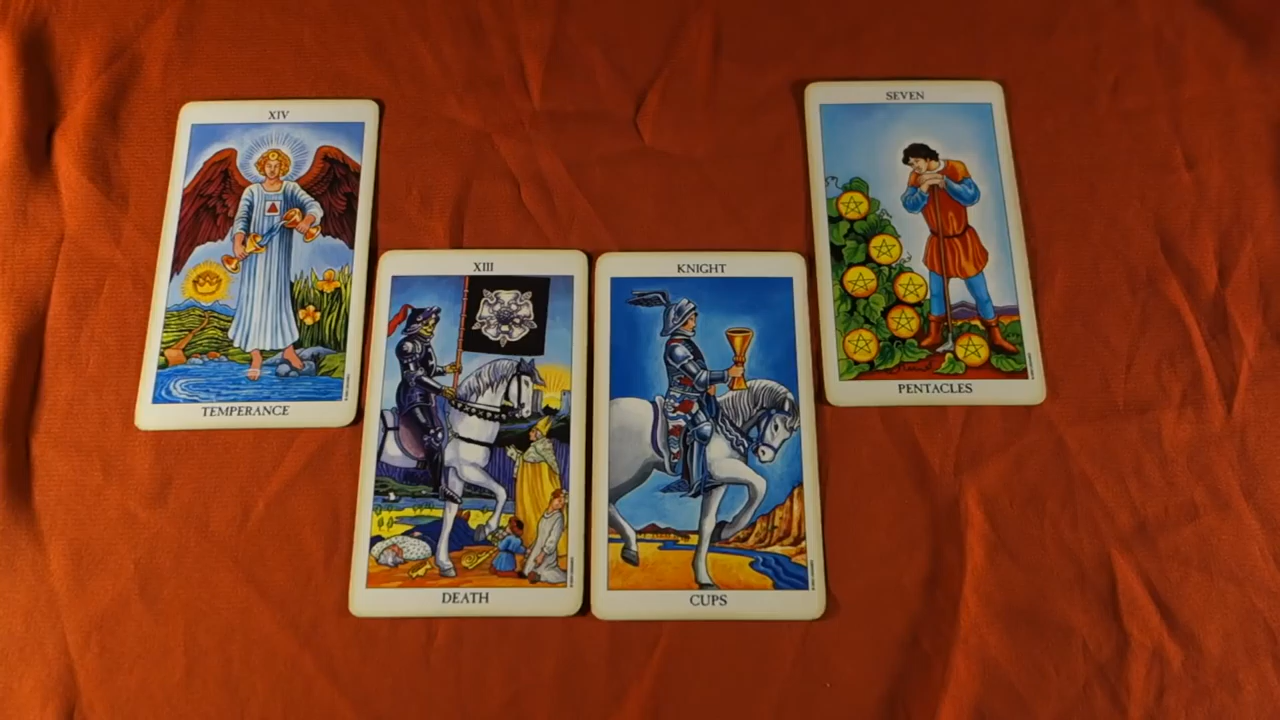 XIV
TEMPERANCE
XIII
DEATH
KNIGHT
CUPS
SEVEN
PENTACLES